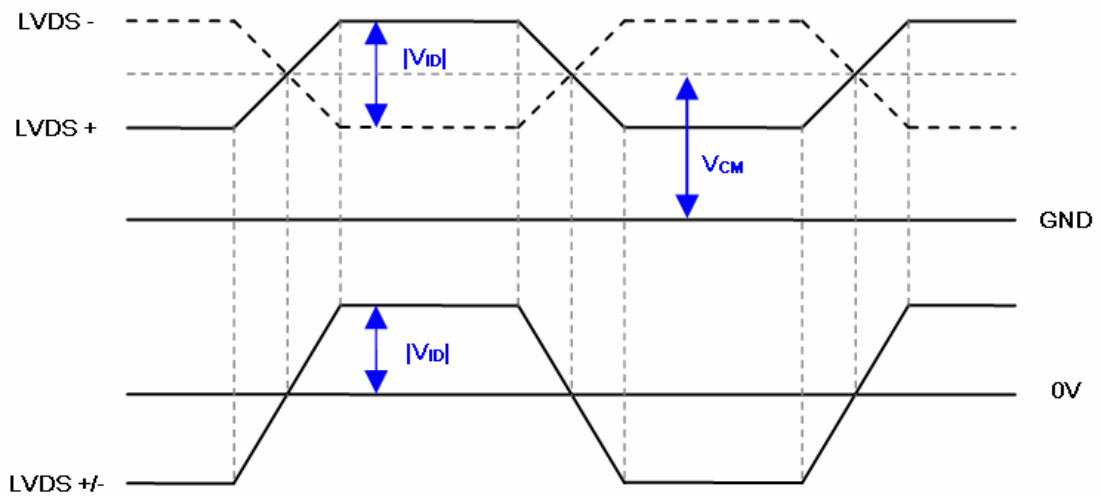 LVDS -
|VID|
LVDS +
VCM
GND
|VID|
0V
LVDS +/-